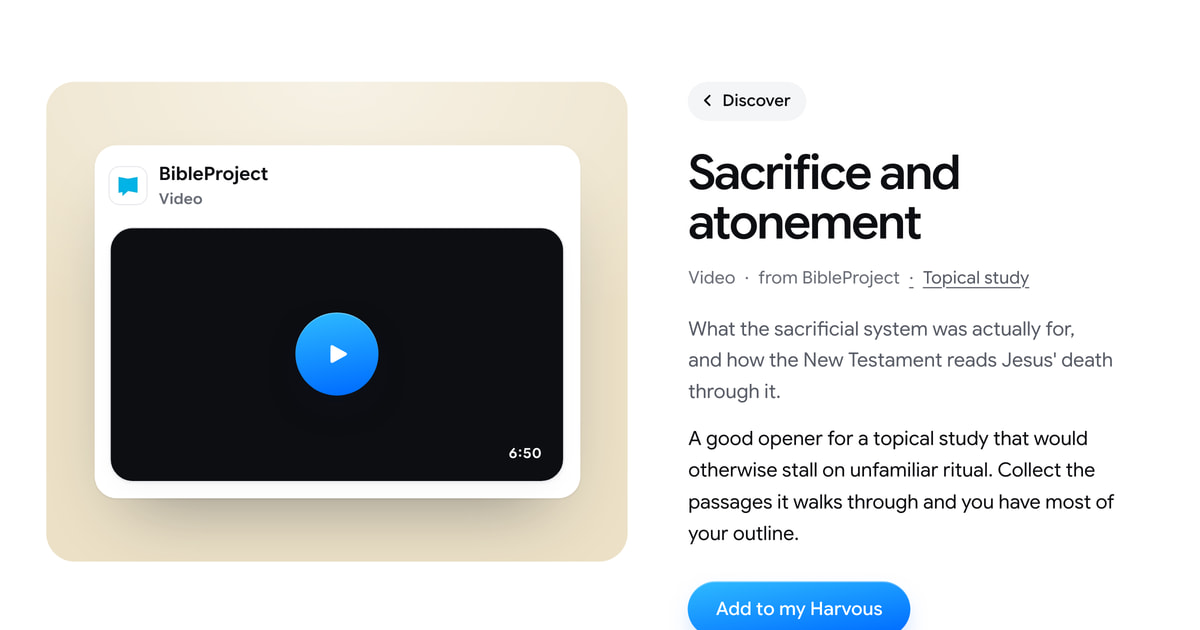 BibleProject
Video
6:50
Discover
Sacrifice and
atonement
Video · from BibleProject · Topical study
What the sacrificial system was actually for,
and how the New Testament reads Jesus' death
through it.
A good opener for a topical study that would
otherwise stall on unfamiliar ritual. Collect the
passages it walks through and you have most of
your outline.
Add to my Harvous